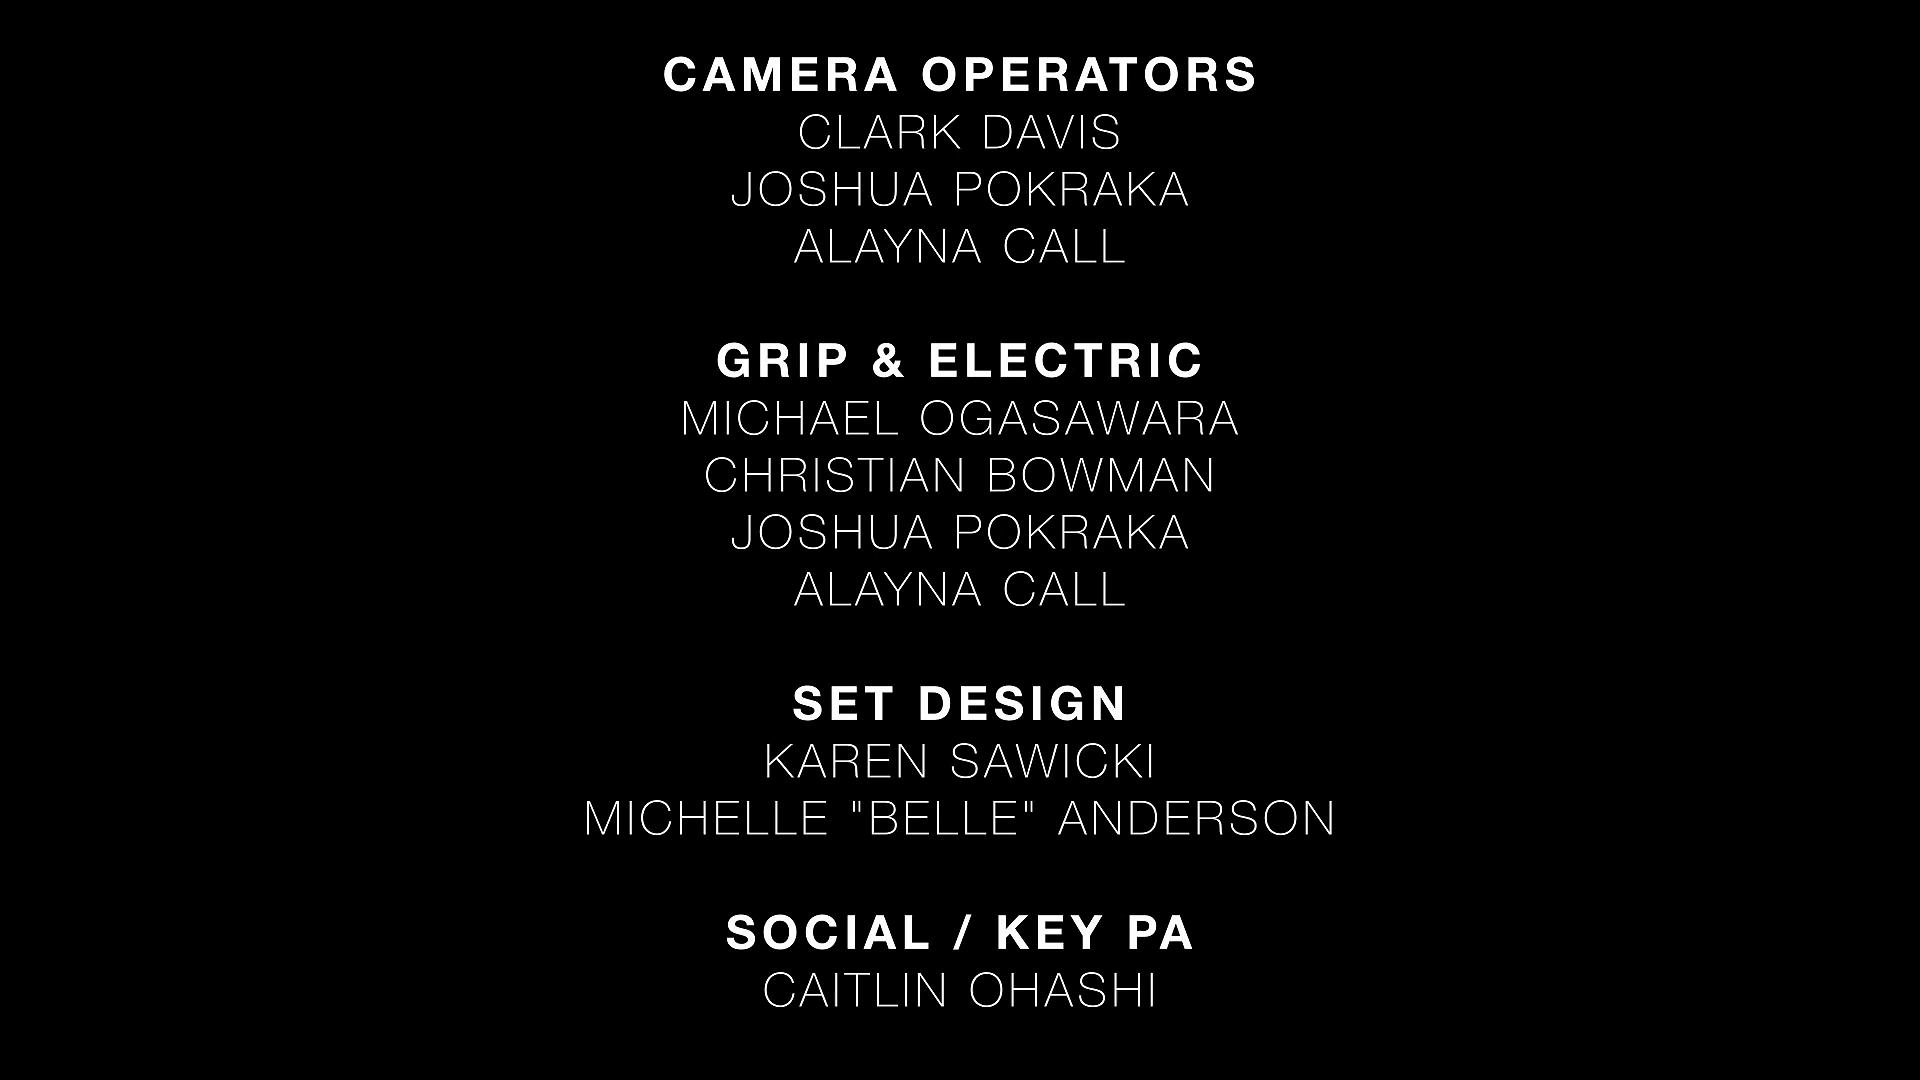 CAMERA OPERATORS
CLARK DAVIS
JOSHUA POKRAKA
ALAYNA CALL
GRIP & ELECTRIC
MICHAEL OGASAWARA
CHRISTIAN BOWMAN
JOSHUA POKRAKA
ALAYNA CALL
SET DESIGN
KAREN SAWICKI
MICHELLE "BELLE" ANDERSON
SOCIAL / KEY PA
CAITLIN OHASHI